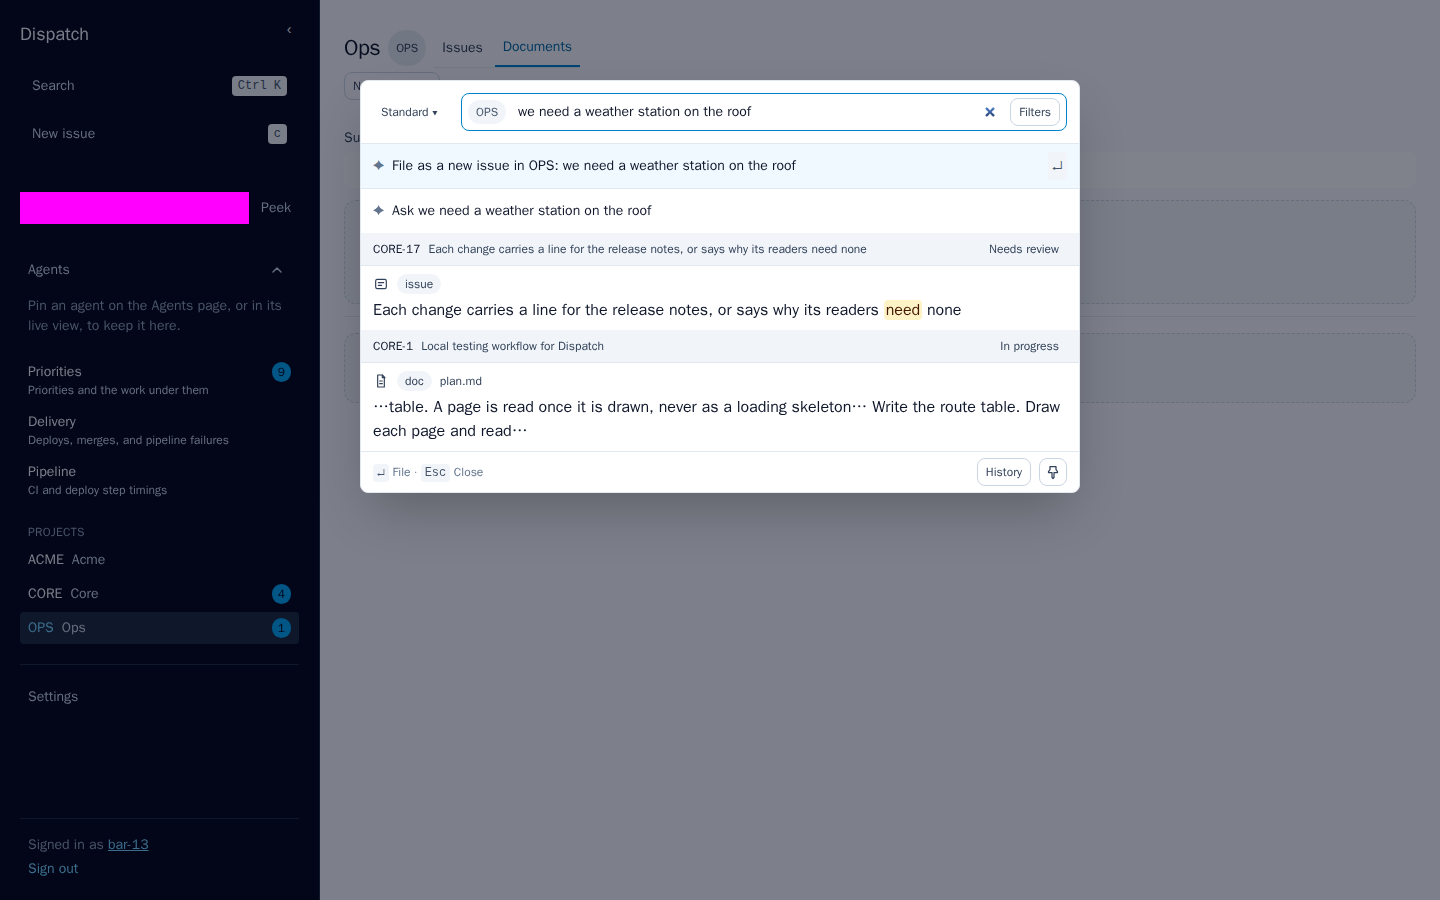 Dispatch
Search
Ctrl K
New issue
C
Peek
Agents
Pin an agent on the Agents page, or in its
live view, to keep it here.
Priorities
9
Priorities and the work under them
Delivery
Deploys, merges, and pipeline failures
Pipeline
CI and deploy step timings
PROJECTS
ACME Acme
CORE Core
4
OPS Ops
1
Settings
Signed in as bar-13
Sign out
Ops
OPS
Issues
Documents
Standard
OPS
we need a weather station on the roof
Filters
File as a new issue in OPS: we need a weather station on the roof
Ask we need a weather station on the roof
CORE-17 Each change carries a line for the release notes, or says why its readers need none
Needs review
issue
Each change carries a line for the release notes, or says why its readers need none
CORE-1 Local testing workflow for Dispatch
In progress
doc
plan.md
…table. A page is read once it is drawn, never as a loading skeleton… Write the route table. Draw
each page and read…
↵ File · Esc Close
History